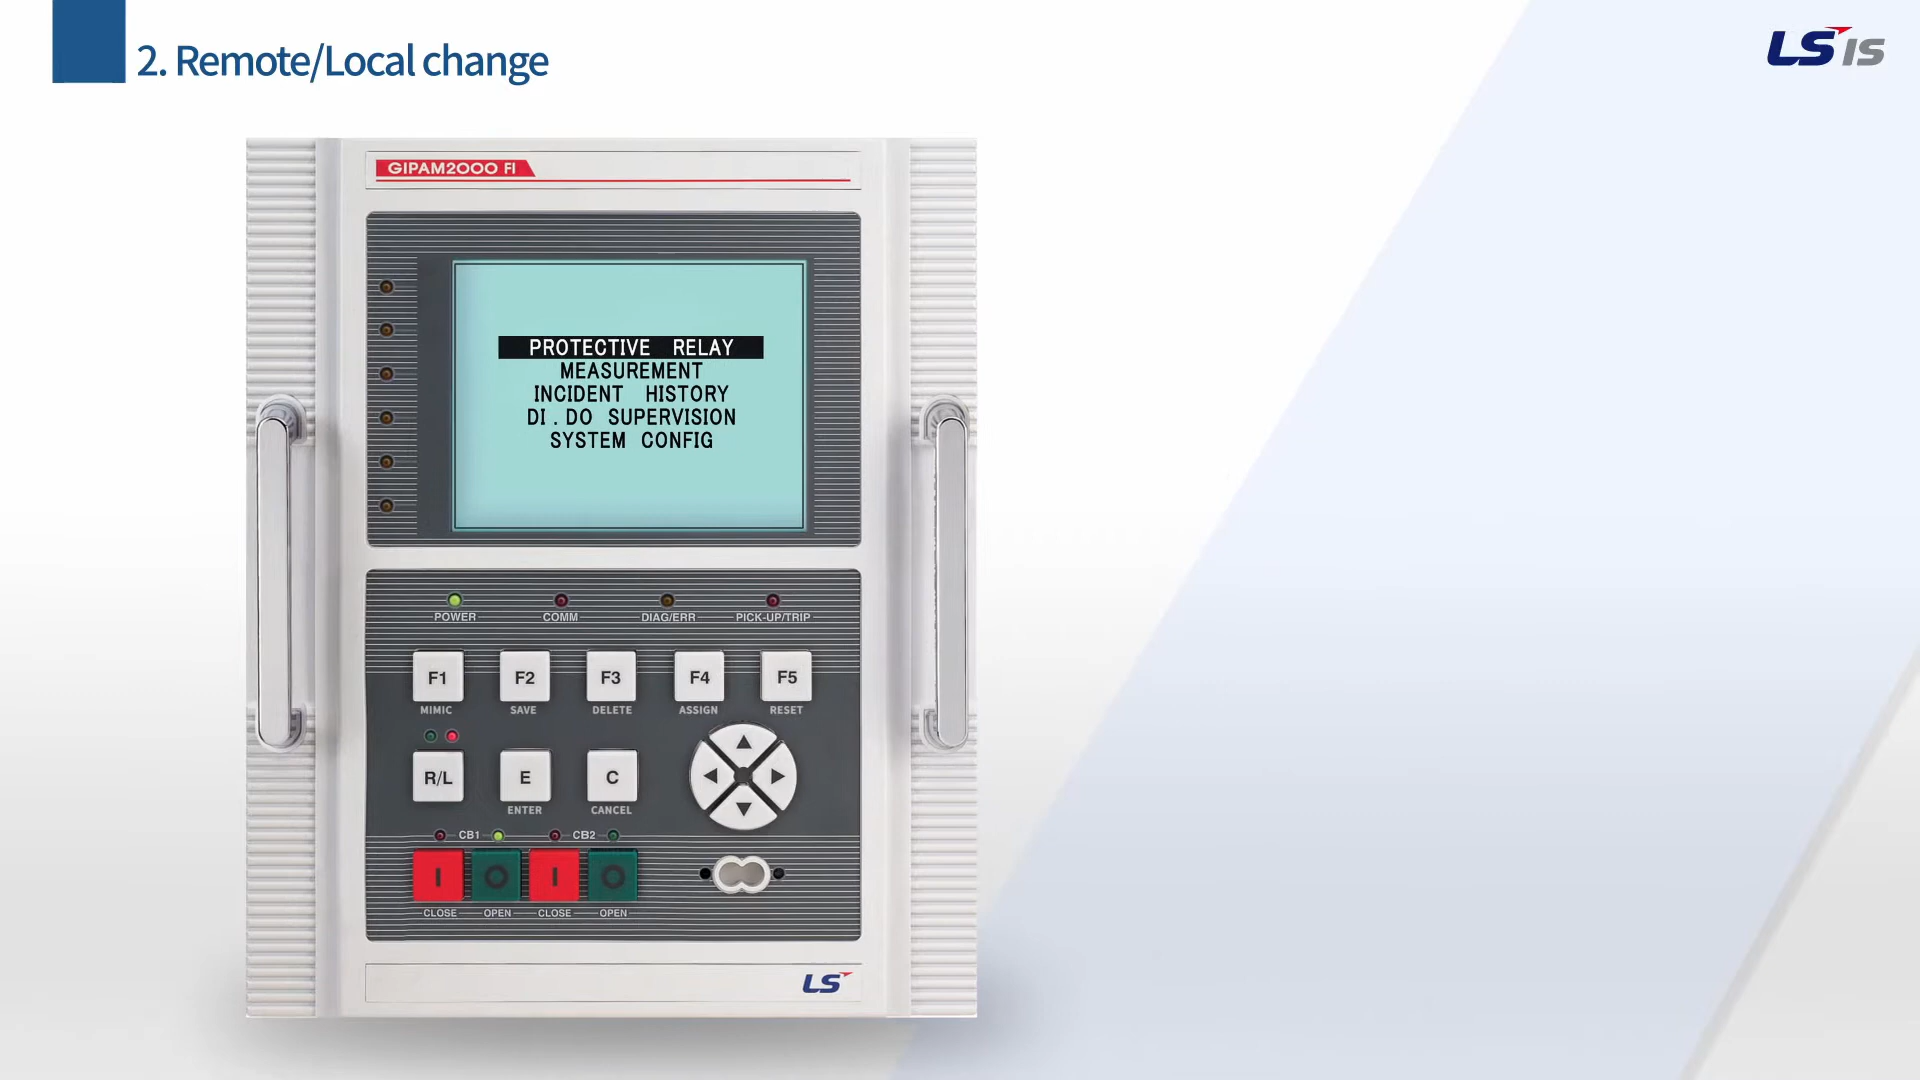 2. Remote/Local change
LS IS
GIPAM2000 FI
PROTECTIVE RELAY
MEASUREMENT
INCIDENT HISTORY
DI . DO SUPERVISION
SYSTEM CONFIG
POWER COMM DIAG/ERR PICK-UP/TRIP
F1 F2 F3 F4 F5
MIMIC SAVE DELETE ASSIGN RESET
R/L E C
ENTER CANCEL
CB1 CB2
I O I O
CLOSE OPEN CLOSE OPEN
LS